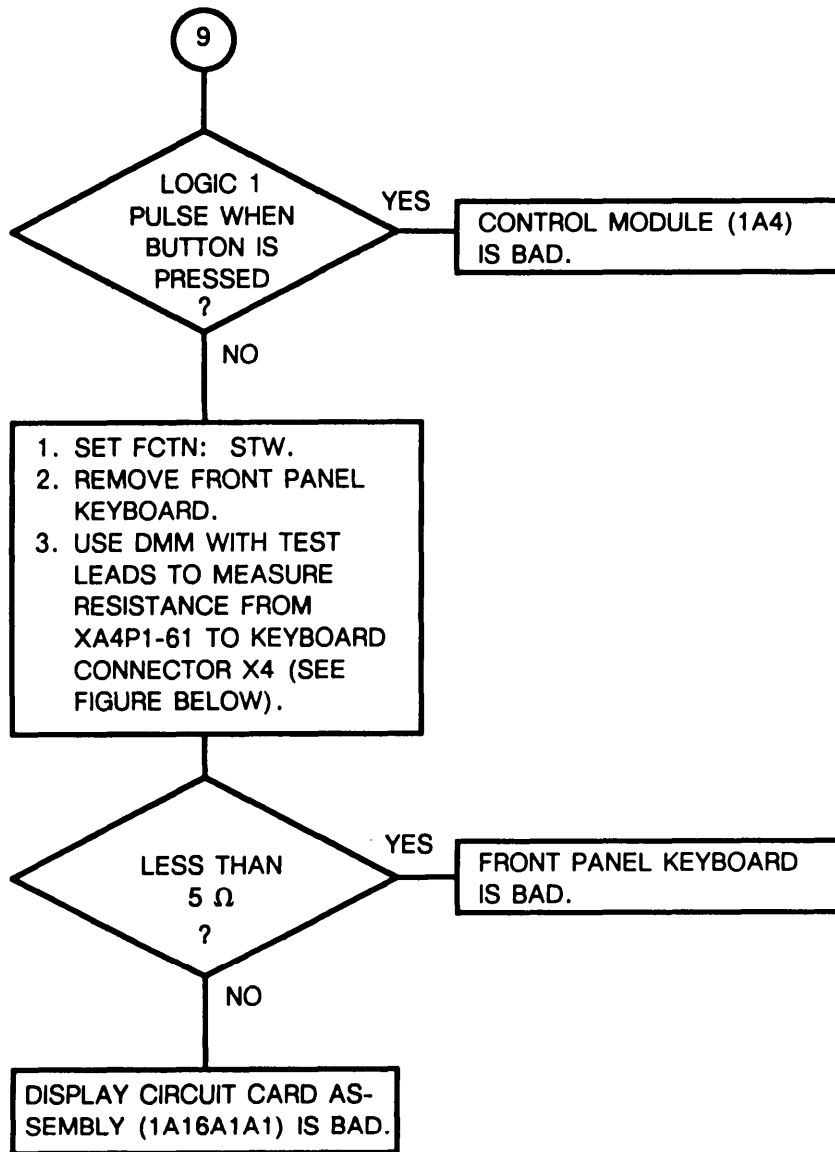 9
LOGIC 1
PULSE WHEN
BUTTON IS
PRESSED
?
YES
CONTROL MODULE (1A4)
IS BAD.
NO
1. SET FCTN: STW.
2. REMOVE FRONT PANEL
KEYBOARD.
3. USE DMM WITH TEST
LEADS TO MEASURE
RESISTANCE FROM
XA4P1-61 TO KEYBOARD
CONNECTOR X4 (SEE
FIGURE BELOW).
LESS THAN
5 Ω
?
YES
FRONT PANEL KEYBOARD
IS BAD.
NO
DISPLAY CIRCUIT CARD AS-
SEMBLY (1A16A1A1) IS BAD.